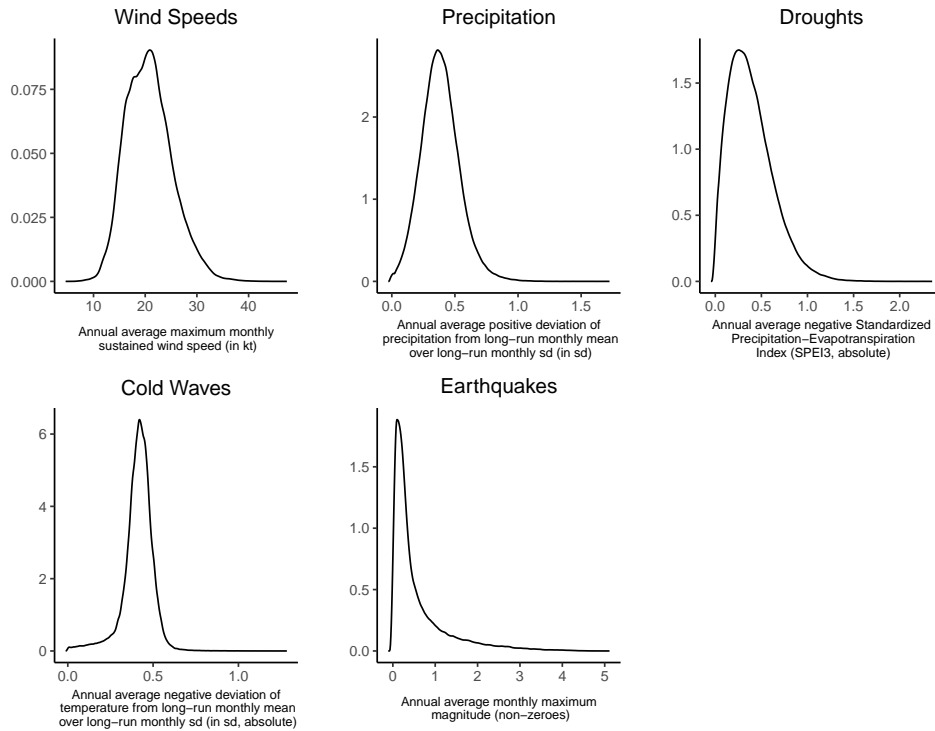 Wind Speeds
0.075
0.050
0.025
0.000
10 20 30 40
Annual average maximum monthly
sustained wind speed (in kt)
Precipitation
2
1
0
0.0 0.5 1.0 1.5
Annual average positive deviation of
precipitation from long−run monthly mean
over long−run monthly sd (in sd)
Droughts
1.5
1.0
0.5
0.0
0.0 0.5 1.0 1.5 2.0
Annual average negative Standardized
Precipitation−Evapotranspiration
Index (SPEI3, absolute)
Cold Waves
6
4
2
0
0.0 0.5 1.0
Annual average negative deviation of
temperature from long−run monthly mean
over long−run monthly sd (in sd, absolute)
Earthquakes
1.5
1.0
0.5
0.0
0 1 2 3 4 5
Annual average monthly maximum
magnitude (non−zeroes)